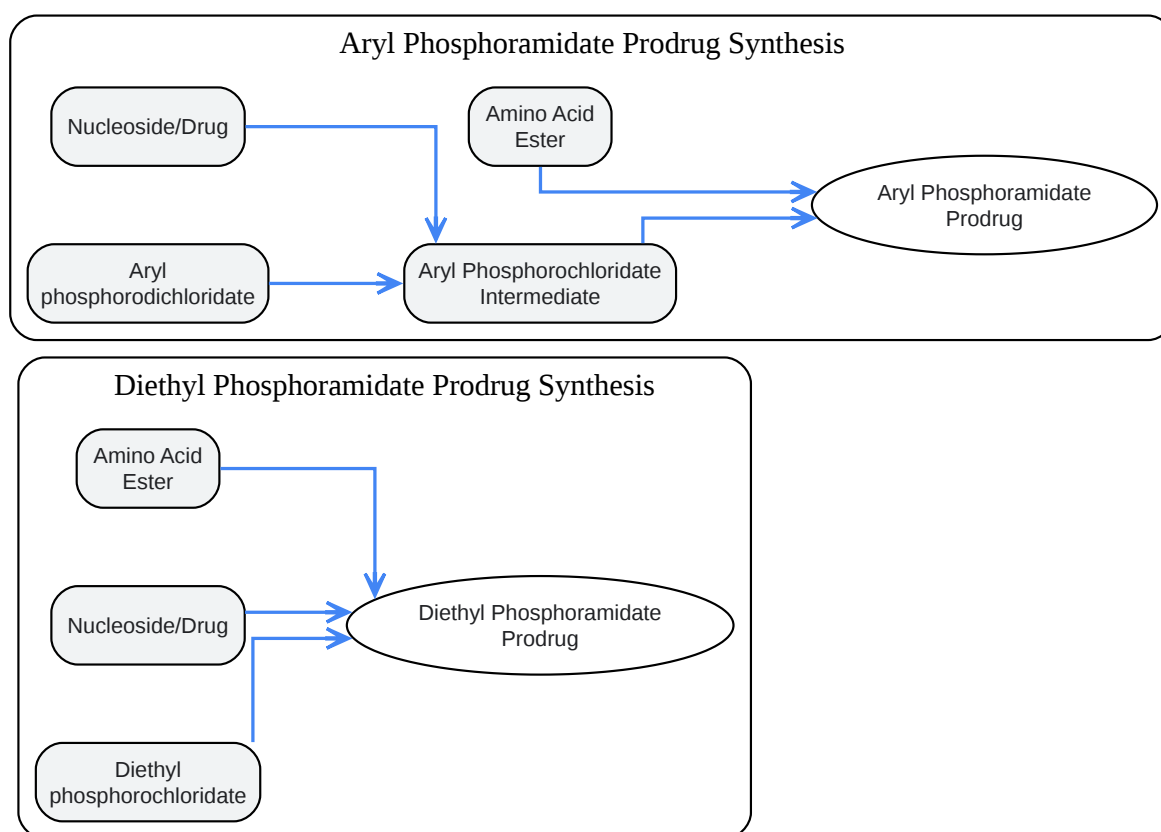 Aryl Phosphoramidate Prodrug Synthesis
Nucleoside/Drug
Amino Acid
Ester
Aryl Phosphoramidate
Prodrug
Aryl
phosphorodichloridate
Aryl Phosphorochloridate
Intermediate
Diethyl Phosphoramidate Prodrug Synthesis
Amino Acid
Ester
Nucleoside/Drug
Diethyl Phosphoramidate
Prodrug
Diethyl
phosphorochloridate